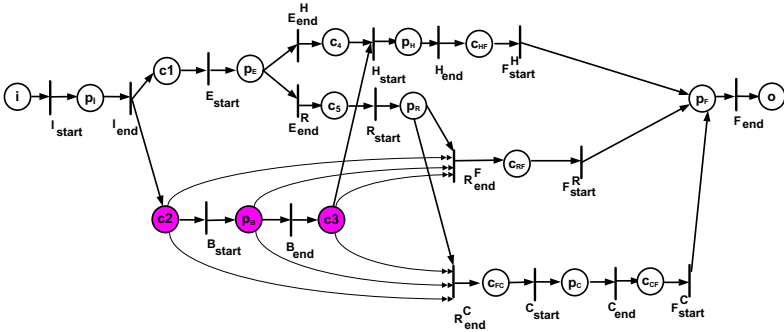 E^H_end
c₄
p_H
c_HF
H_start
H_end
F^H_start
c1
p_E
E_start
i
p_I
I_start
I_end
E^R_end
c₅
R_start
p_R
p_F
F_end
o
R^F_end
c_RF
F^R_start
c2
B_start
p_B
B_end
c3
R^C_end
c_FC
C_start
p_C
C_end
c_CF
F^C_start